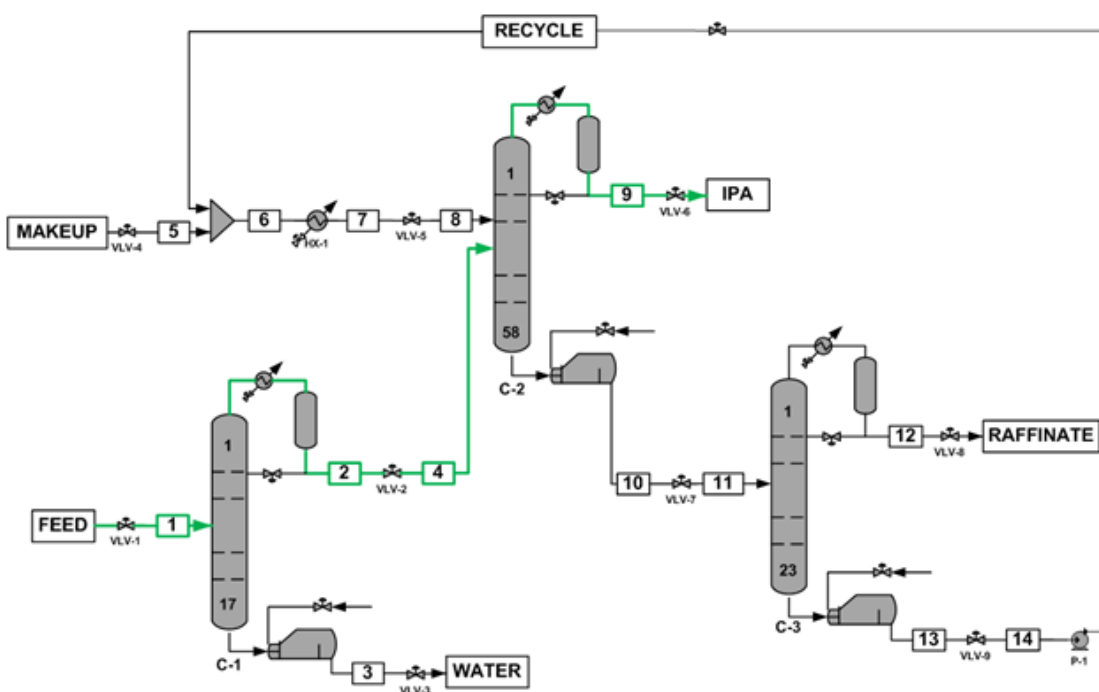 RECYCLE
1
9
VLV-6
IPA
MAKEUP
VLV-4
5
6
HX-1
7
VLV-5
8
58
C-2
1
2
VLV-2
4
1
12
VLV-8
RAFFINATE
10
VLV-7
11
FEED
VLV-1
1
17
C-1
23
C-3
3
VLV-3
WATER
13
VLV-9
14
P-1